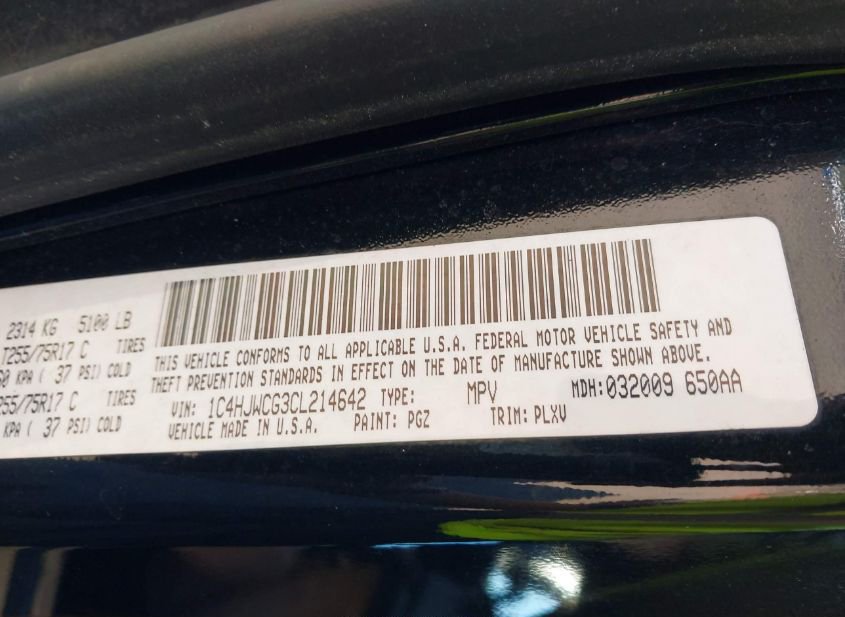 2314 KG 5100 LB
T255/75R17 C TIRES
KPA ( 37 PSI) COLD
255/75R17 C TIRES
KPA ( 37 PSI) COLD
THIS VEHICLE CONFORMS TO ALL APPLICABLE U.S.A. FEDERAL MOTOR VEHICLE SAFETY AND
THEFT PREVENTION STANDARDS IN EFFECT ON THE DATE OF MANUFACTURE SHOWN ABOVE.
VIN: 1C4HJWCG3CL214642 TYPE: MPV MDH: 032009 650AA
VEHICLE MADE IN U.S.A. PAINT: PGZ TRIM: PLXV